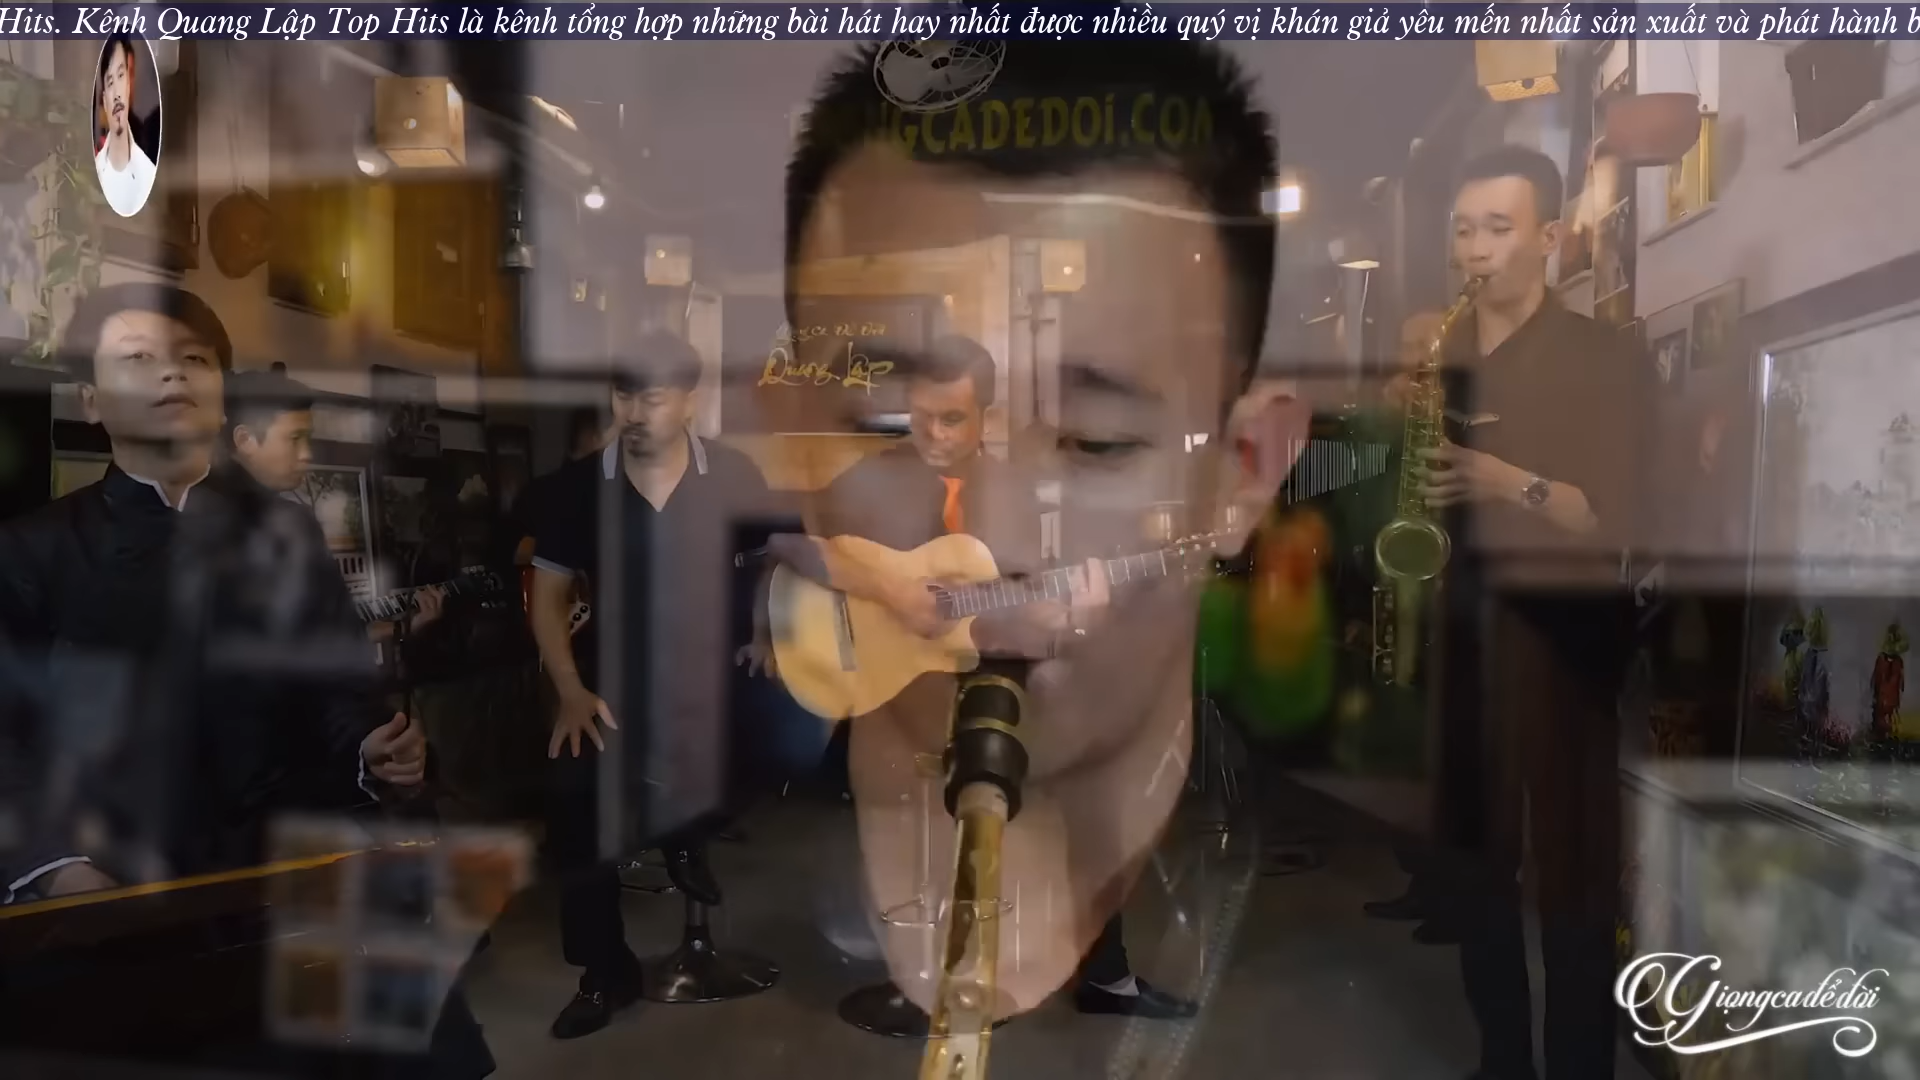 Hits. Kênh Quang Lập Top Hits là kênh tổng hợp những bài hát hay nhất được nhiều quý vị khán giả yêu mến nhất sản xuất và phát hành b
NGCADEDOI.COM
Quang Lập
Giọngcađểđời